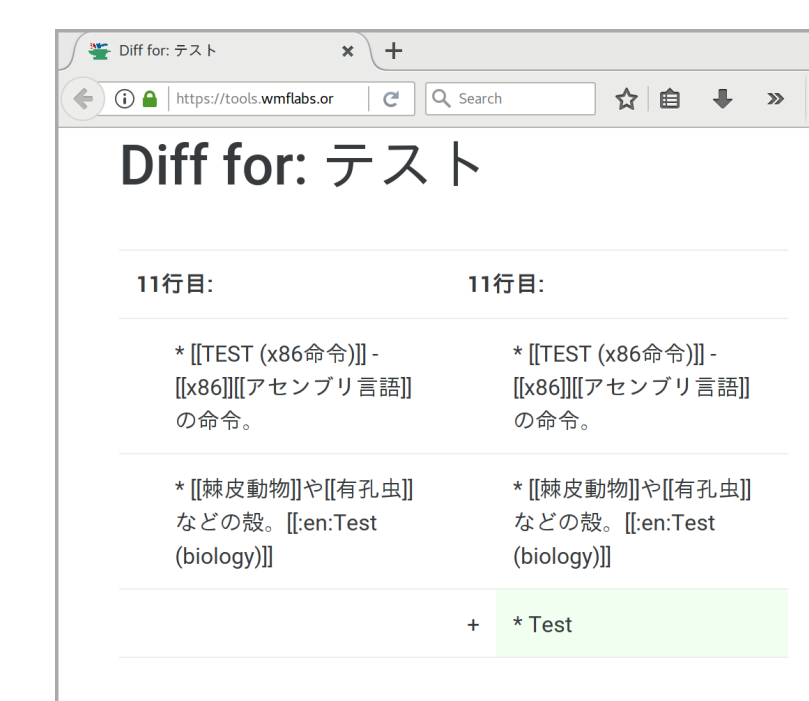 Diff for: テスト
https://tools.wmflabs.or
Search
Diff for: テスト
11行目: 11行目:
* [[TEST (x86命令)]] -
[[x86]][[アセンブリ言語]]
の命令。
* [[TEST (x86命令)]] -
[[x86]][[アセンブリ言語]]
の命令。
* [[棘皮動物]]や[[有孔虫]]
などの殻。[[:en:Test
(biology)]]
* [[棘皮動物]]や[[有孔虫]]
などの殻。[[:en:Test
(biology)]]
+ * Test